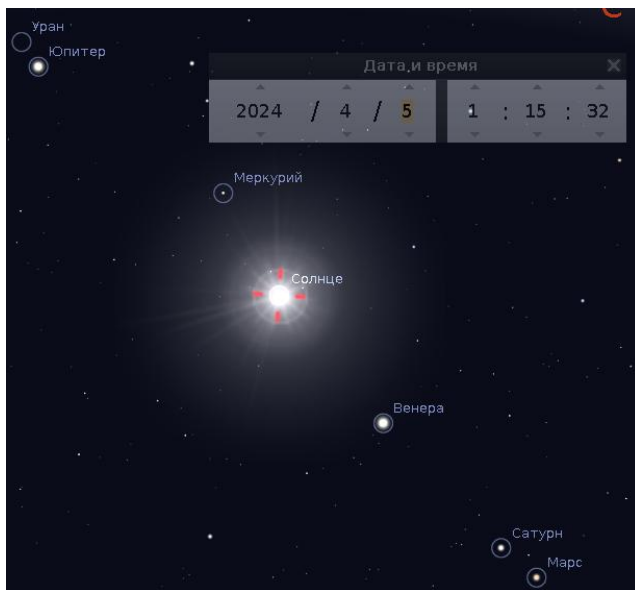 Уран
Юпитер
Дата и время
2024 / 4 / 5 1 : 15 : 32
Меркурий
Солнце
Венера
Сатурн
Марс